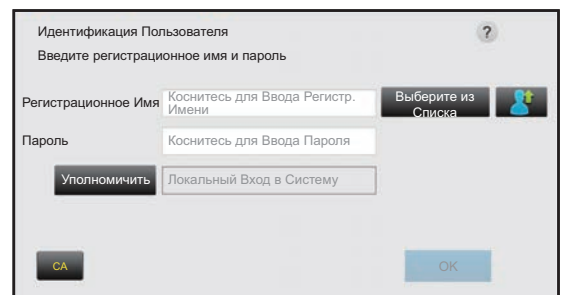 Идентификация Пользователя
?
Введите регистрационное имя и пароль
Регистрационное Имя
Коснитесь для Ввода Регистр.
Имени
Выберите из
Списка
Пароль
Коснитесь для Ввода Пароля
Уполномичить
Локальный Вход в Систему
CA
OK